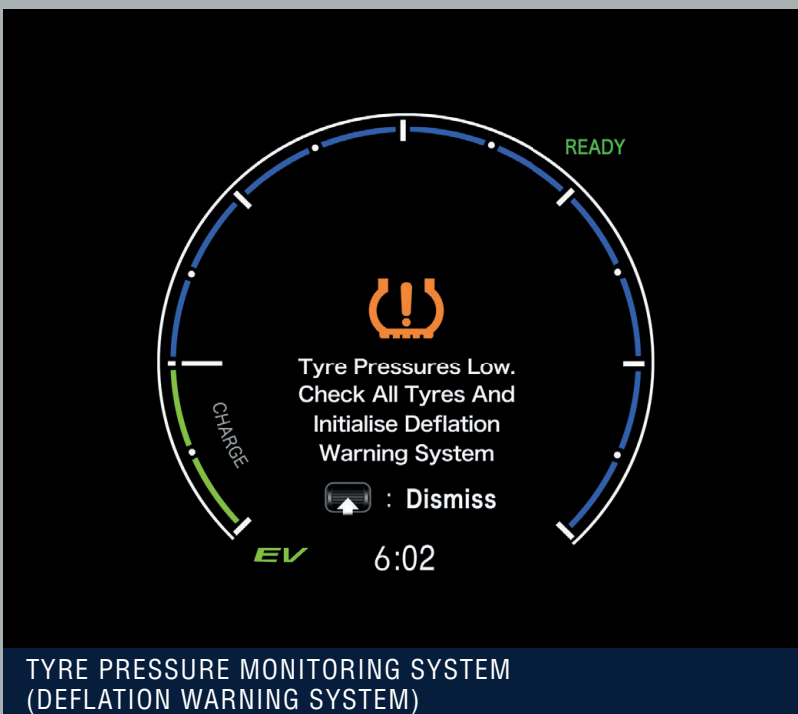 READY
Tyre Pressures Low.
Check All Tyres And
Initialise Deflation
Warning System
CHARGE
: Dismiss
EV
6:02
TYRE PRESSURE MONITORING SYSTEM
(DEFLATION WARNING SYSTEM)